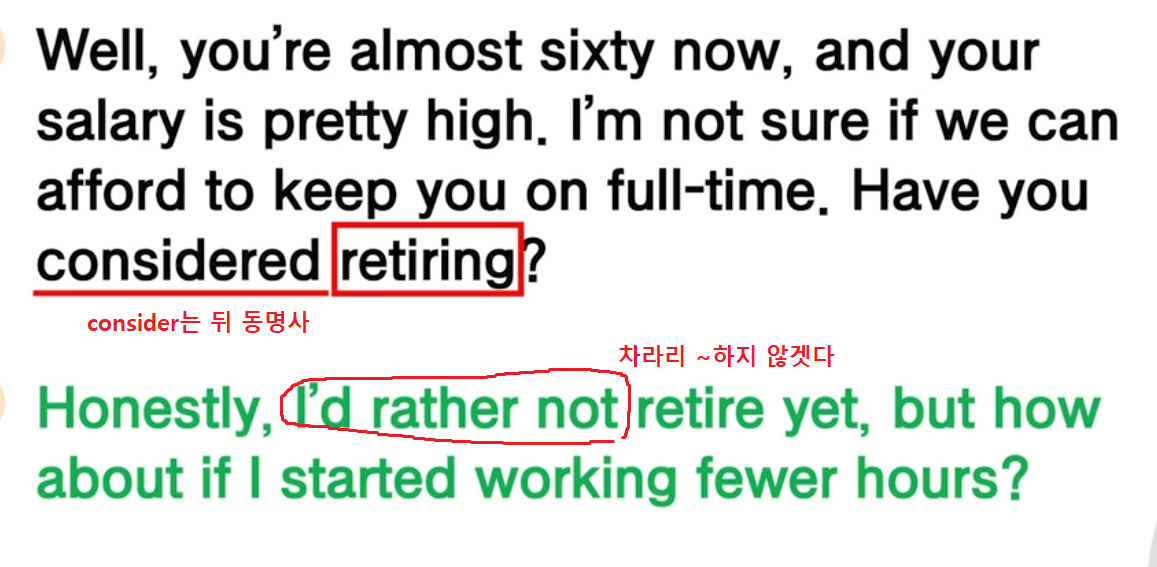 Well, you're almost sixty now, and your
salary is pretty high. I'm not sure if we can
afford to keep you on full-time. Have you
considered retiring?
consider는 뒤 동명사
차라리 ~하지 않겟다
Honestly, I'd rather not retire yet, but how
about if I started working fewer hours?